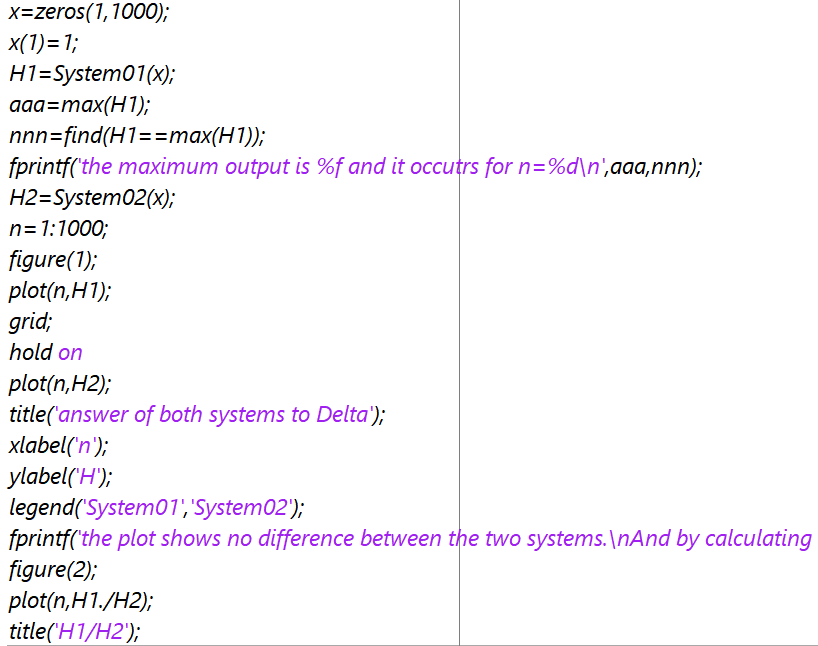 x=zeros(1,1000);
x(1)=1;
H1=System01(x);
aaa=max(H1);
nnn=find(H1==max(H1));
fprintf('the maximum output is %f and it occutrs for n=%d\n',aaa,nnn);
H2=System02(x);
n=1:1000;
figure(1);
plot(n,H1);
grid;
hold on
plot(n,H2);
title('answer of both systems to Delta');
xlabel('n');
ylabel('H');
legend('System01','System02');
fprintf('the plot shows no difference between the two systems.\nAnd by calculating
figure(2);
plot(n,H1./H2);
title('H1/H2');